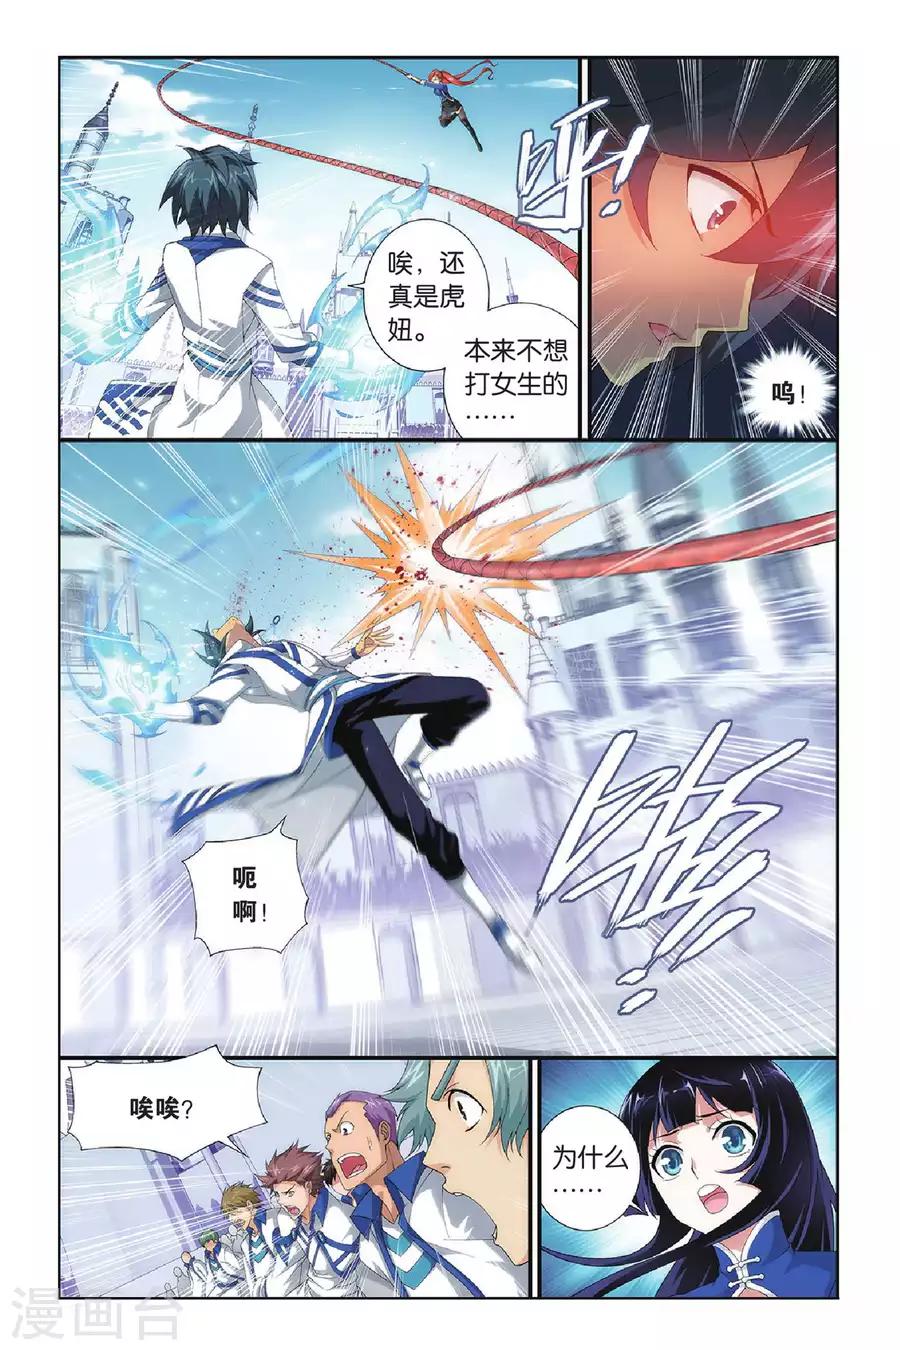 呼！
唉，还
真是虎
妞。
本来不想
打女生的
……
呜！
呃
啊！
啪！
唉唉？
为什么
……
漫画台